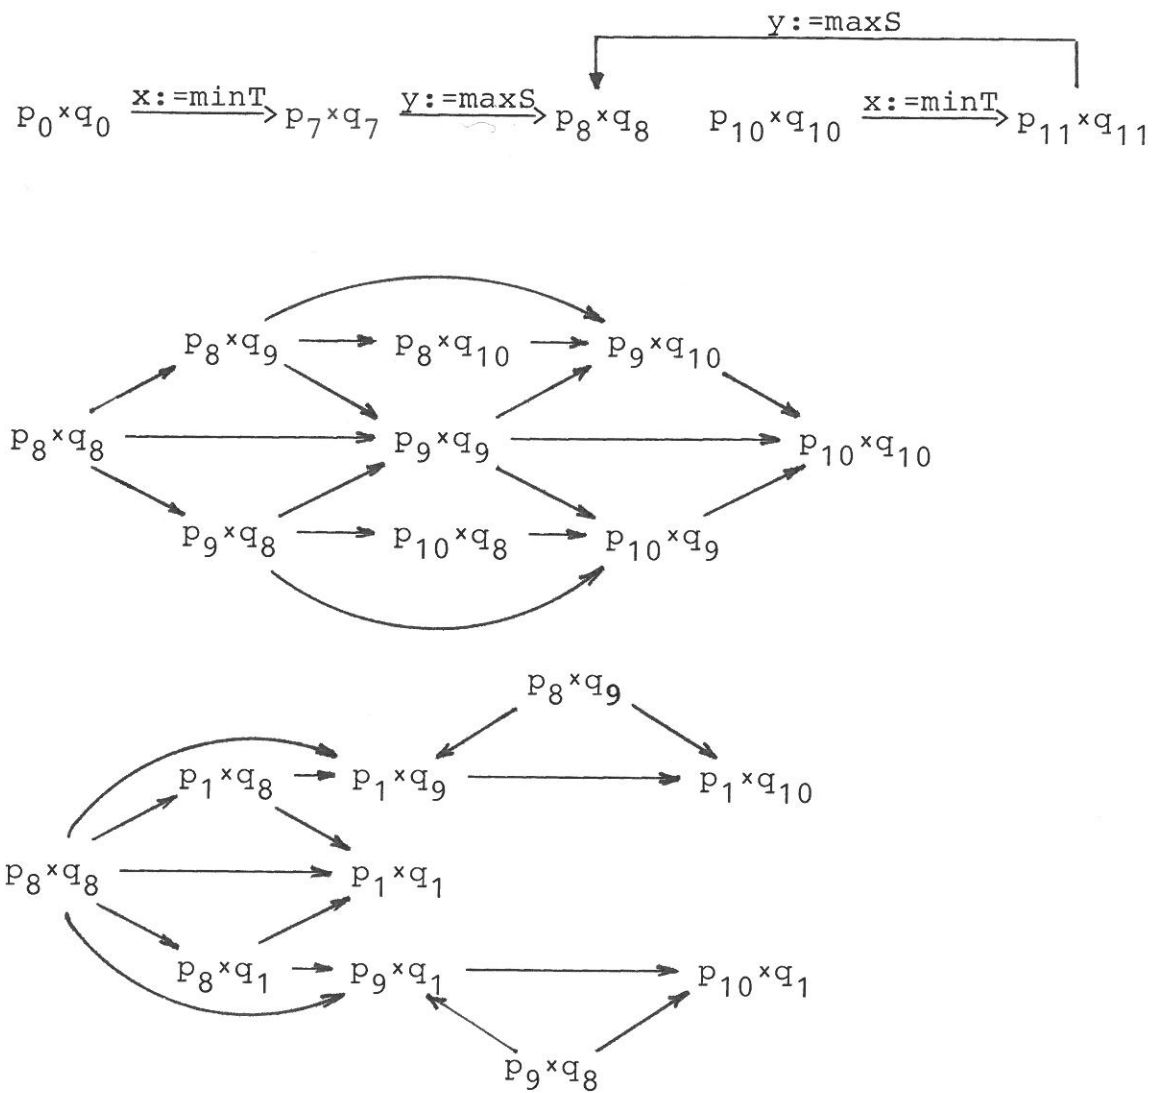 y:=maxS
p₀×q₀ x:=minT p₇×q₇ y:=maxS p₈×q₈ p₁₀×q₁₀ x:=minT p₁₁×q₁₁
p₈×q₉ p₈×q₁₀ p₉×q₁₀
p₈×q₈ p₉×q₉ p₁₀×q₁₀
p₉×q₈ p₁₀×q₈ p₁₀×q₉
p₈×q₉
p₁×q₈ p₁×q₉ p₁×q₁₀
p₈×q₈ p₁×q₁
p₈×q₁ p₉×q₁ p₁₀×q₁
p₉×q₈